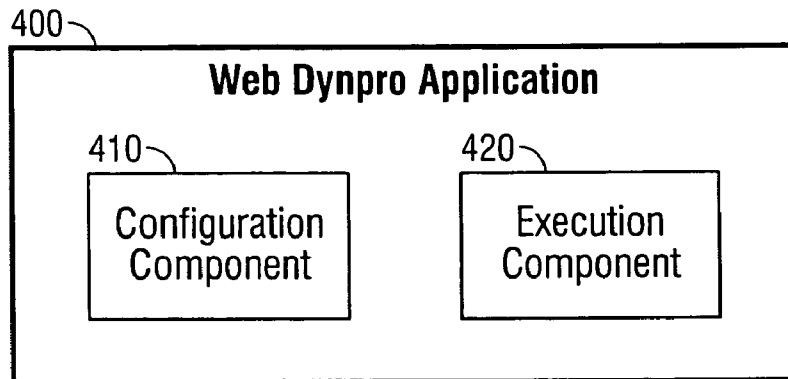 400
Web Dynpro Application
410
Configuration
Component
420
Execution
Component